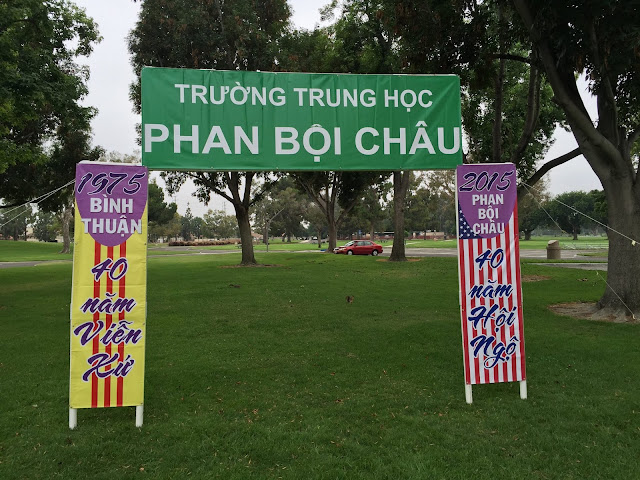 TRƯỜNG TRUNG HỌC
PHAN BỘI CHÂU
1975
BÌNH
THUẬN
40
năm
Viễn
Xứ
2015
PHAN
BỘI
CHÂU
40
năm
Hội
Ngộ